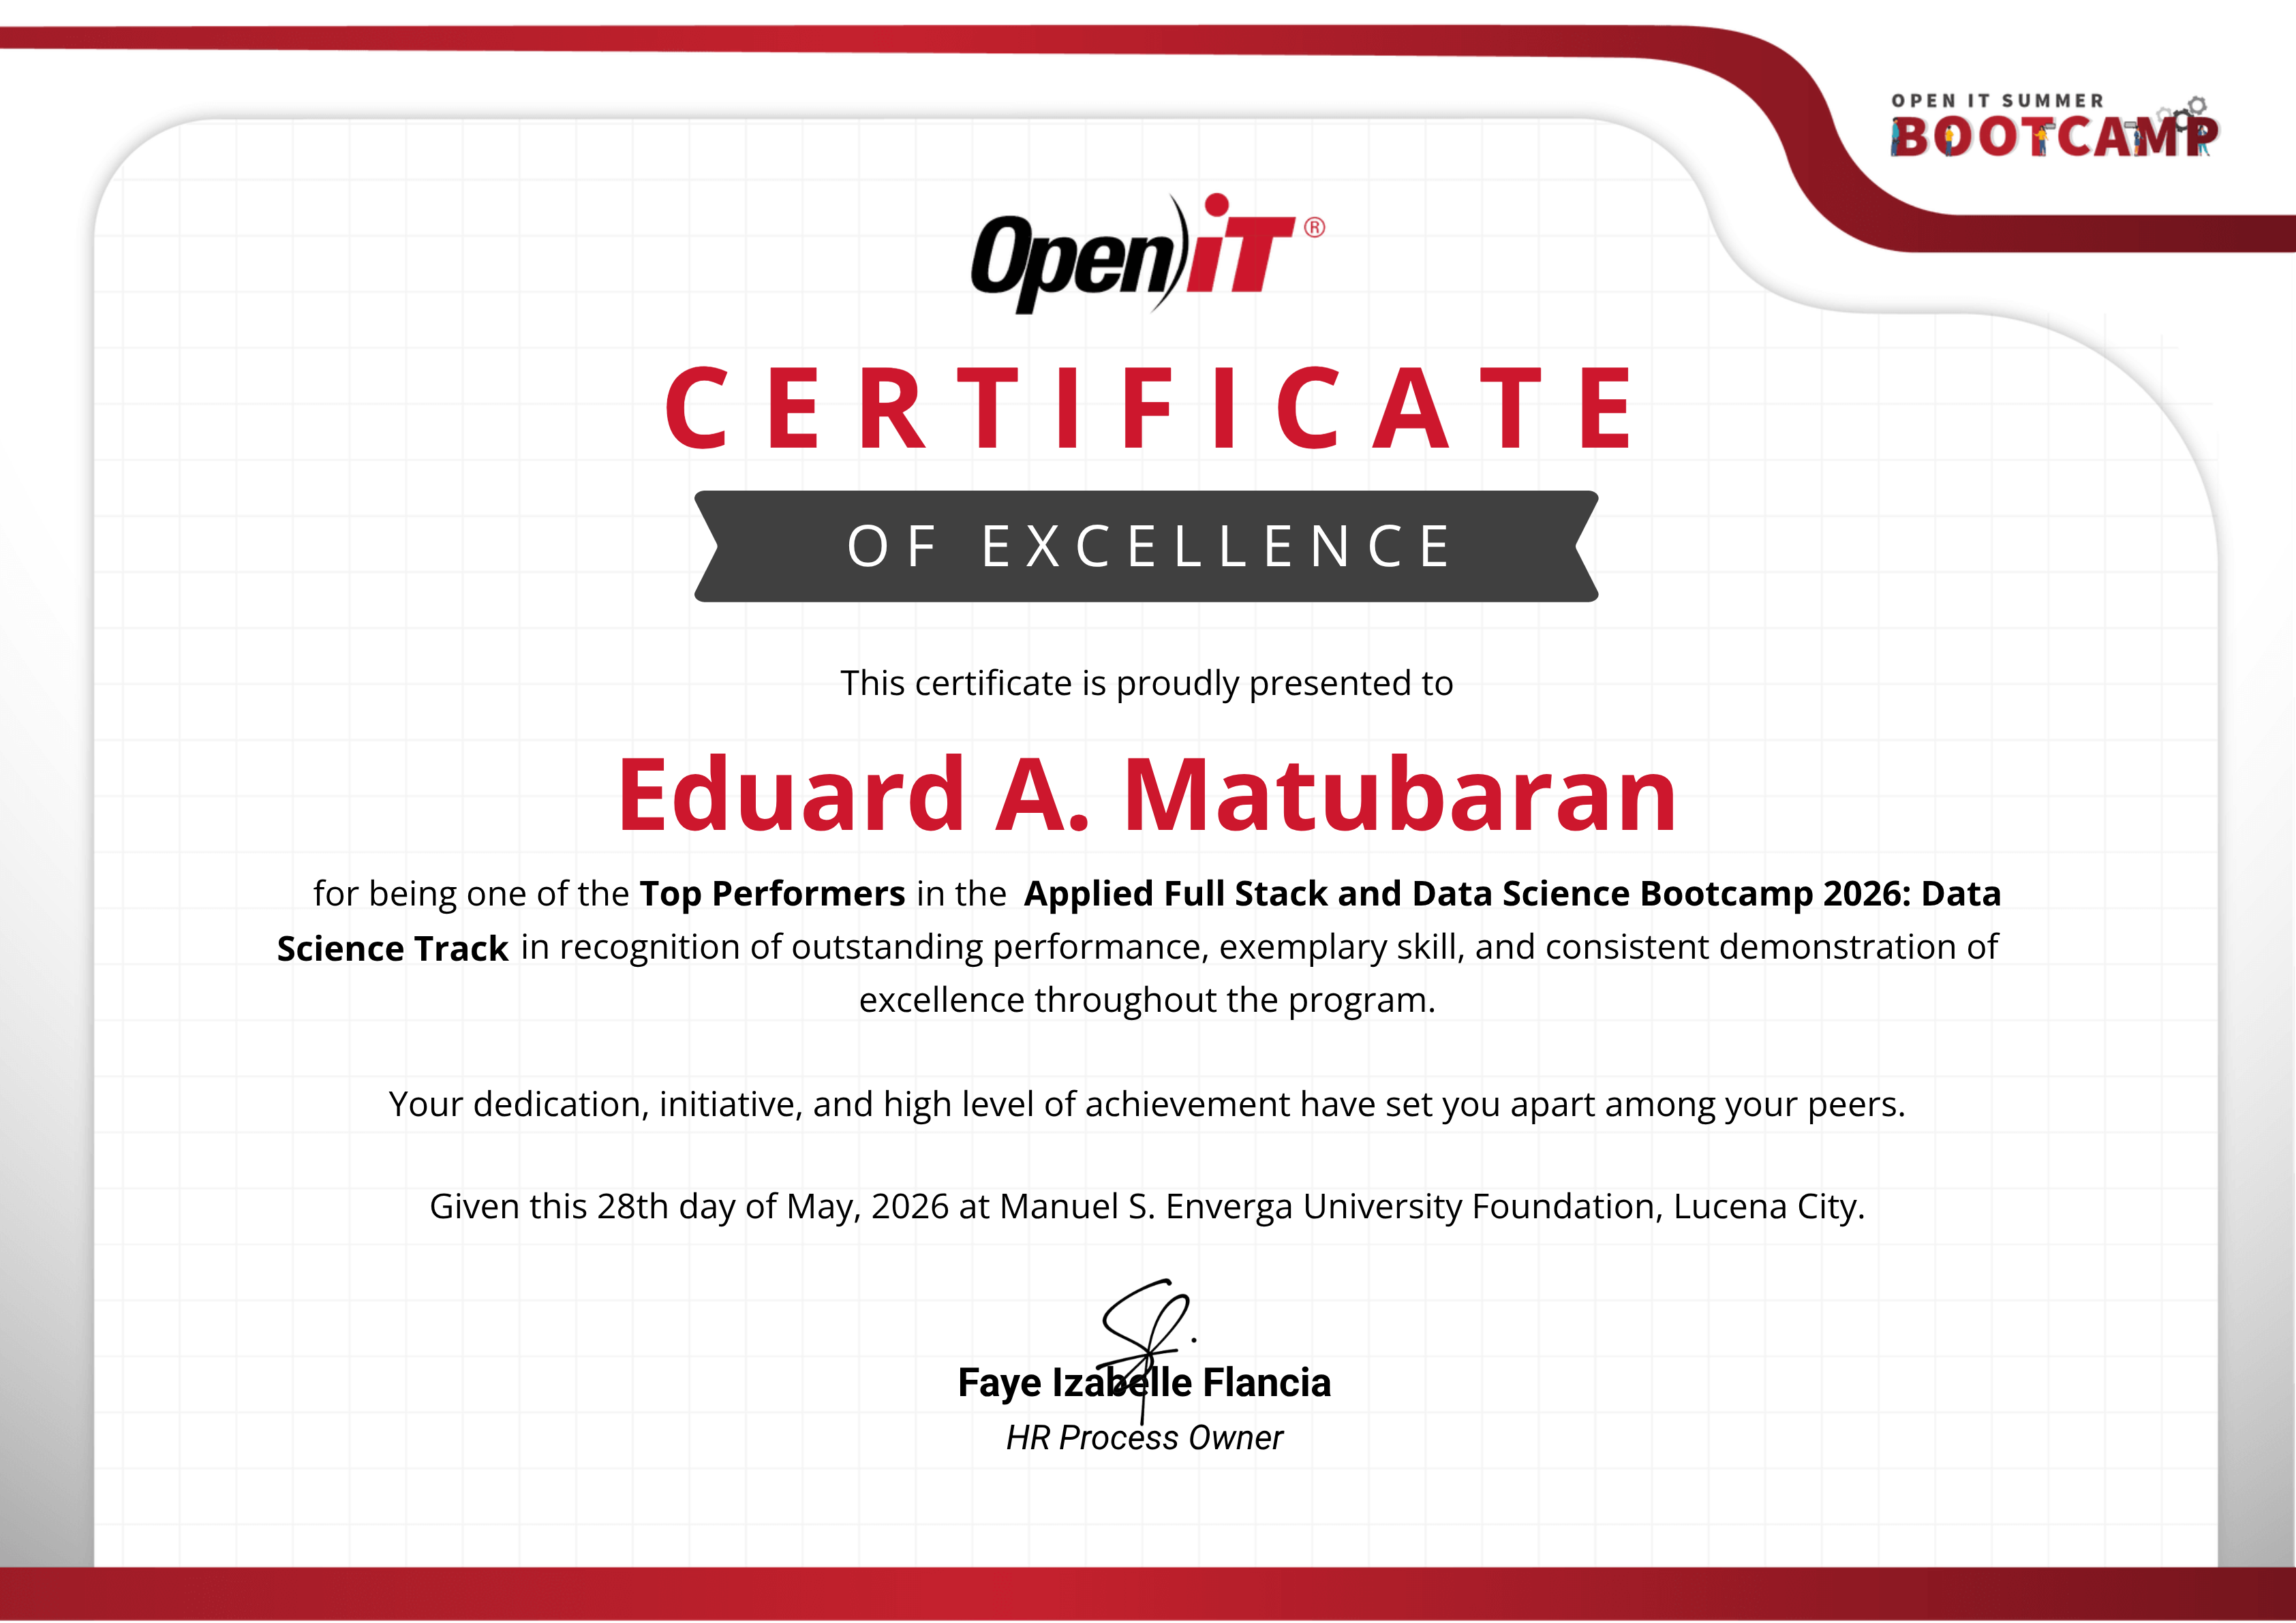 OPEN IT SUMMER
BOOTCAMP
Open iT ®
CERTIFICATE
OF EXCELLENCE
This certificate is proudly presented to
Eduard A. Matubaran
for being one of the Top Performers in the Applied Full Stack and Data Science Bootcamp 2026: Data
Science Track in recognition of outstanding performance, exemplary skill, and consistent demonstration of
excellence throughout the program.
Your dedication, initiative, and high level of achievement have set you apart among your peers.
Given this 28th day of May, 2026 at Manuel S. Enverga University Foundation, Lucena City.
Faye Izabelle Flancia
HR Process Owner